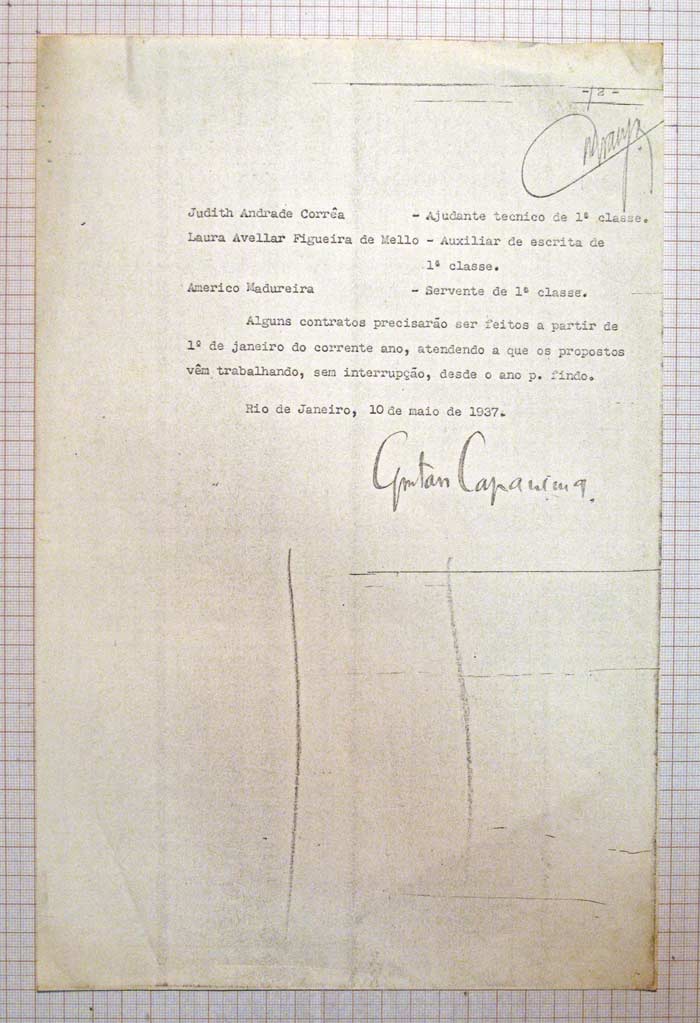 - 2 -
Judith Andrade Corrêa - Ajudante tecnico de 1ª classe.
Laura Avellar Figueira de Mello - Auxiliar de escrita de
1ª classe.
Americo Madureira - Servente de 1ª classe.
Alguns contratos precisarão ser feitos a partir de
1º de janeiro do corrente ano, atendendo a que os propostos
vêm trabalhando, sem interrupção, desde o ano p. findo.
Rio de Janeiro, 10 de maio de 1937.
Gustavo Capanema.